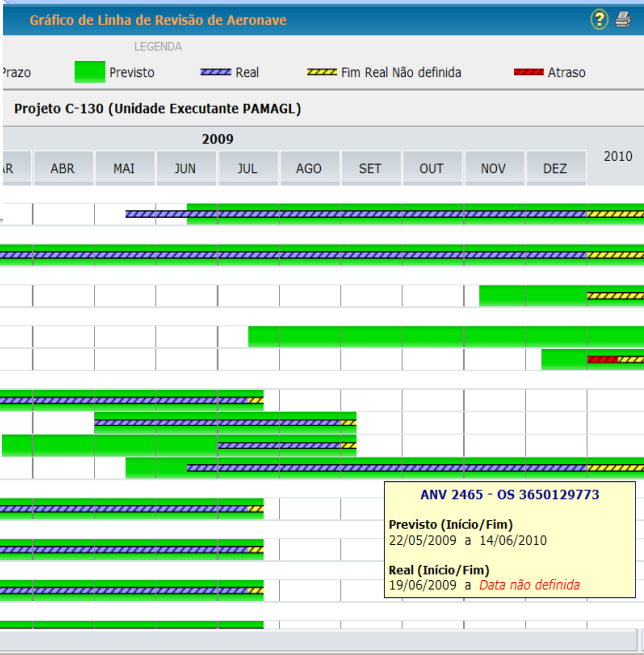 Gráfico de Linha de Revisão de Aeronave
?
LEGENDA
Prazo Previsto Real Fim Real Não definida Atraso
Projeto C-130 (Unidade Executante PAMAGL)
2009
2010
AR ABR MAI JUN JUL AGO SET OUT NOV DEZ
ANV 2465 - OS 3650129773
Previsto (Início/Fim)
22/05/2009 a 14/06/2010
Real (Início/Fim)
19/06/2009 a Data não definida